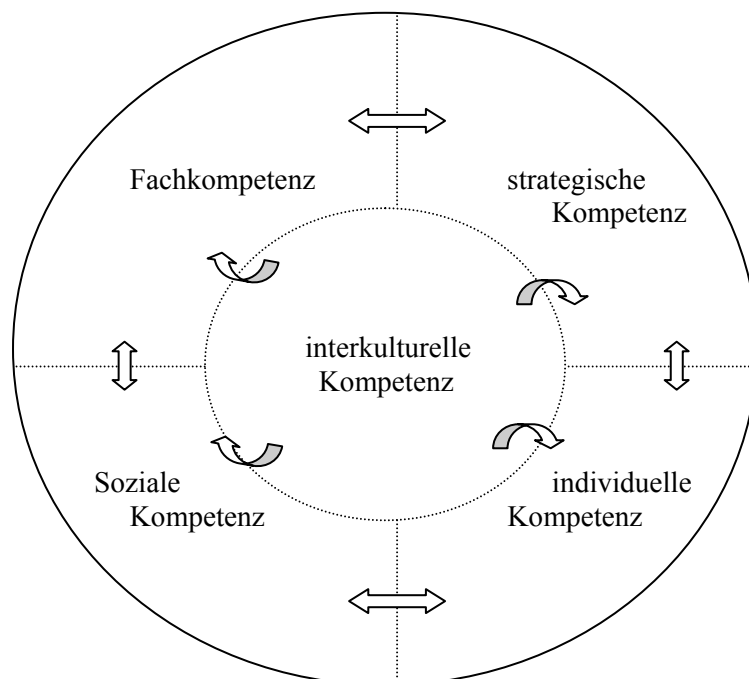 Fachkompetenz
strategische
Kompetenz
interkulturelle
Kompetenz
Soziale
Kompetenz
individuelle
Kompetenz